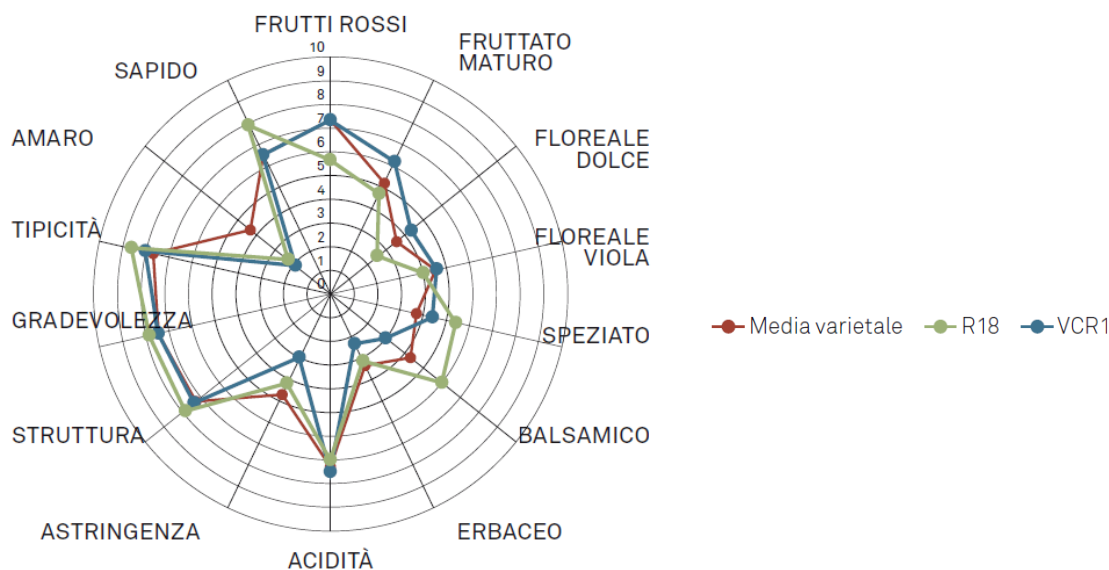 FRUTTI ROSSI
FRUTTATO
MATURO
FLOREALE
DOLCE
FLOREALE
VIOLA
SPEZIATO
BALSAMICO
ERBACEO
ACIDITÀ
ASTRINGENZA
STRUTTURA
GRADEVOLEZZA
TIPICITÀ
AMARO
SAPIDO
10
9
8
7
6
5
4
3
2
1
0
Media varietale
R18
VCR1